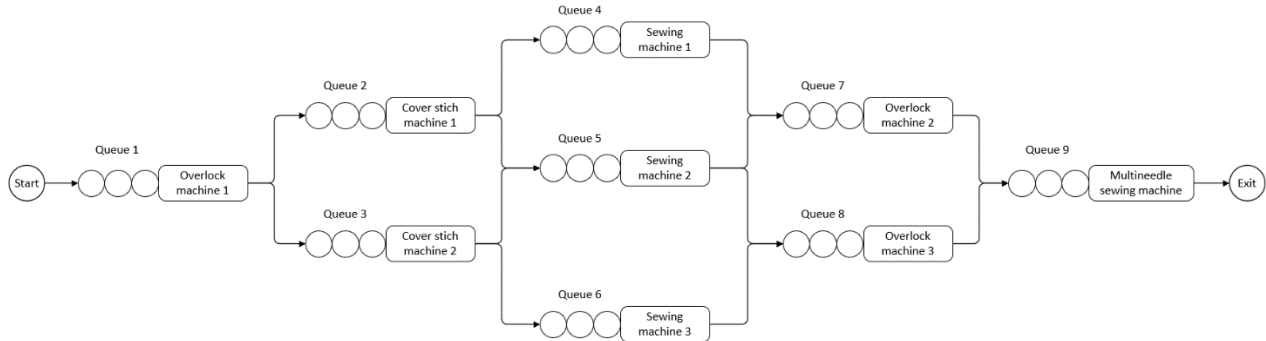 Start
Queue 1
Overlock
machine 1
Queue 2
Cover stich
machine 1
Queue 3
Cover stich
machine 2
Queue 4
Sewing
machine 1
Queue 5
Sewing
machine 2
Queue 6
Sewing
machine 3
Queue 7
Overlock
machine 2
Queue 8
Overlock
machine 3
Queue 9
Multineedle
sewing machine
Exit